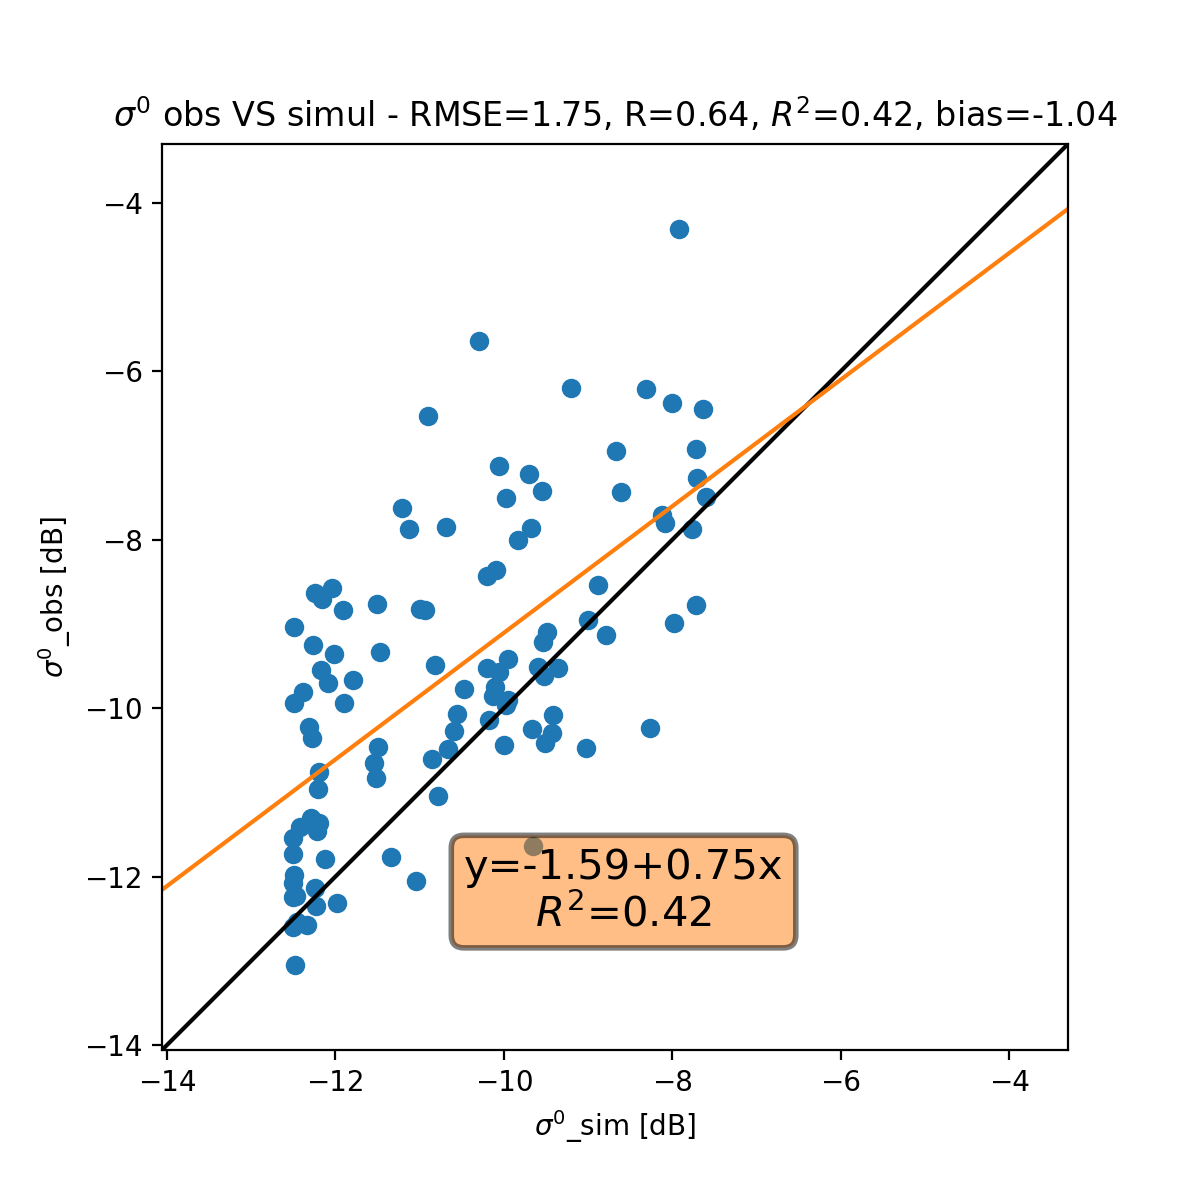 σ⁰ obs VS simul - RMSE=1.75, R=0.64, R²=0.42, bias=-1.04
−4
−6
−8
−10
−12
−14
σ⁰_obs [dB]
y=-1.59+0.75x
R²=0.42
−14 −12 −10 −8 −6 −4
σ⁰_sim [dB]